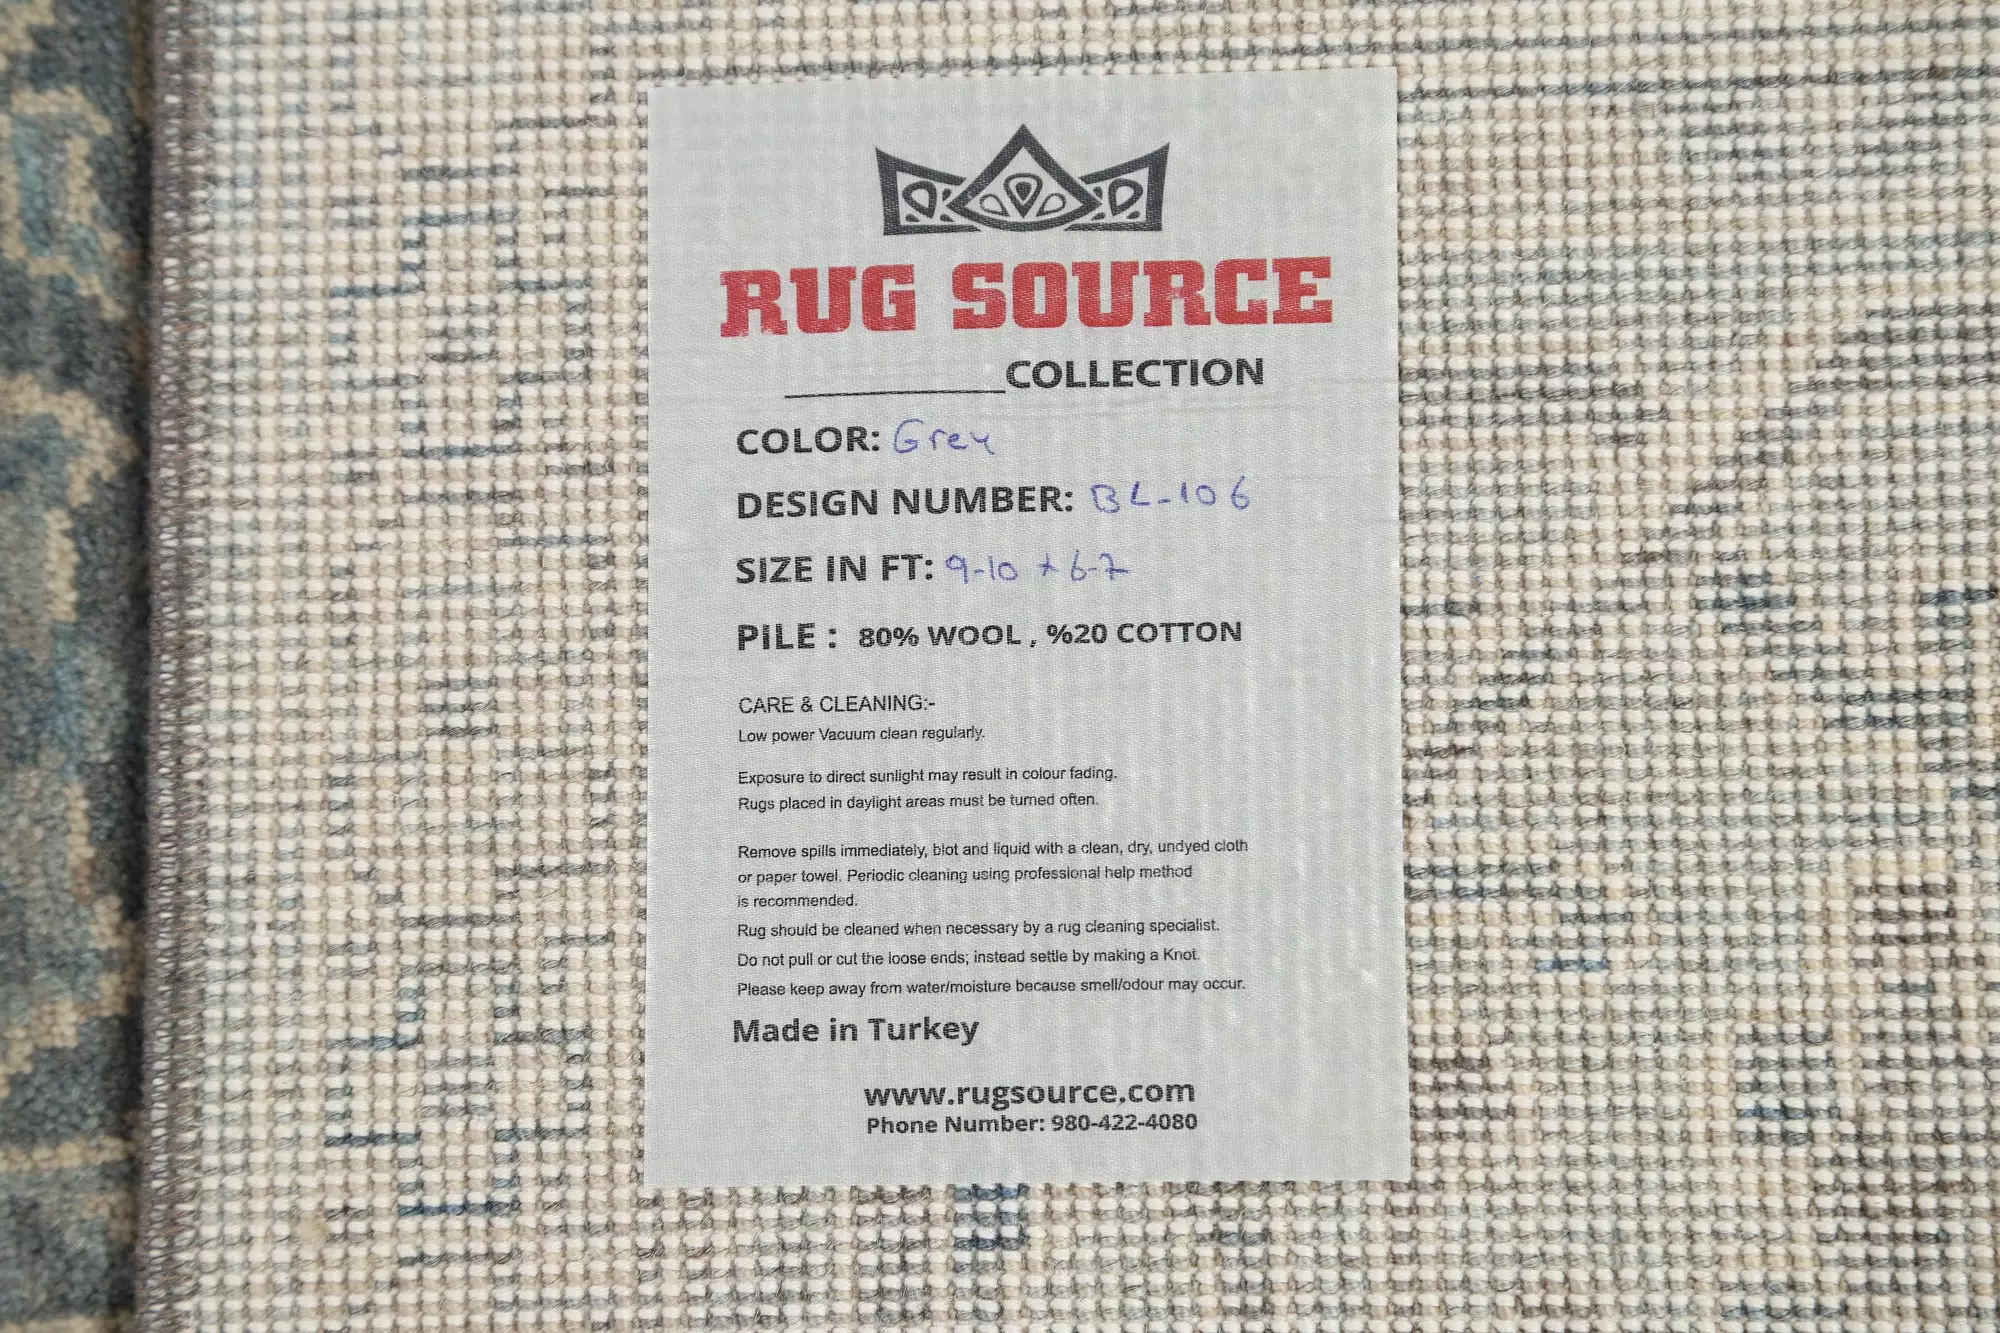 RUG SOURCE
__________COLLECTION
COLOR: Grey
DESIGN NUMBER: BL-106
SIZE IN FT: 9-10 x 6-7
PILE : 80% WOOL , %20 COTTON
CARE & CLEANING:-
Low power Vacuum clean regularly.
Exposure to direct sunlight may result in colour fading.
Rugs placed in daylight areas must be turned often.
Remove spills immediately, blot and liquid with a clean, dry, undyed cloth
or paper towel. Periodic cleaning using professional help method
is recommended.
Rug should be cleaned when necessary by a rug cleaning specialist.
Do not pull or cut the loose ends; instead settle by making a Knot.
Please keep away from water/moisture because smell/odour may occur.
Made in Turkey
www.rugsource.com
Phone Number: 980-422-4080